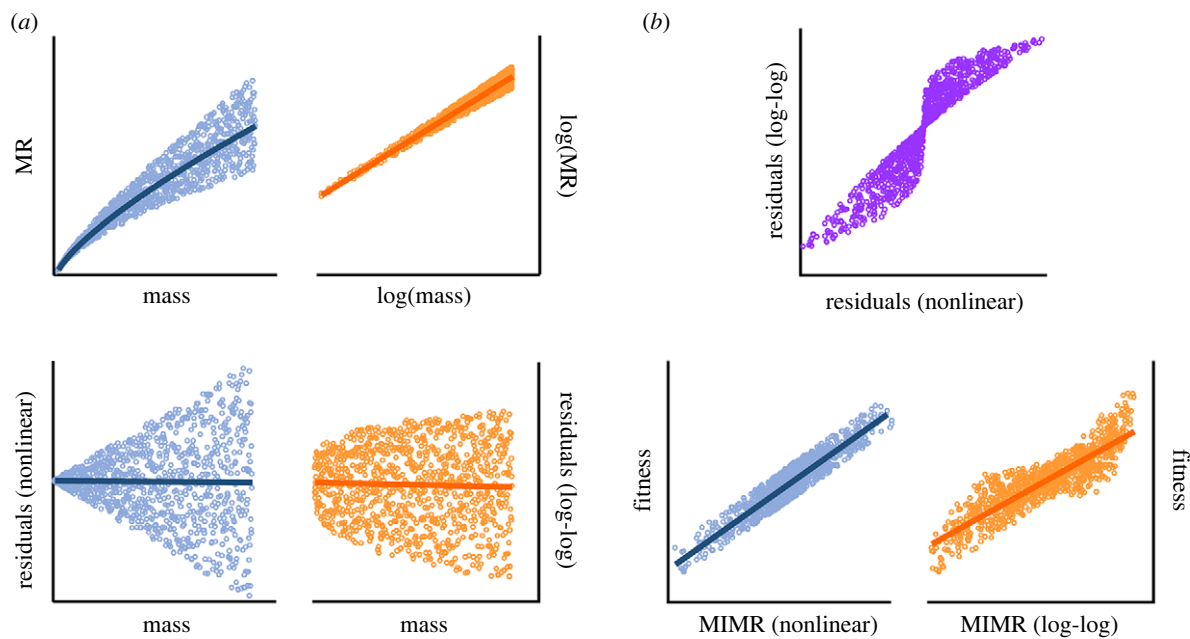 (a)
MR
mass
log(MR)
log(mass)
residuals (nonlinear)
mass
residuals (log-log)
mass
(b)
residuals (log-log)
residuals (nonlinear)
fitness
MIMR (nonlinear)
fitness
MIMR (log-log)